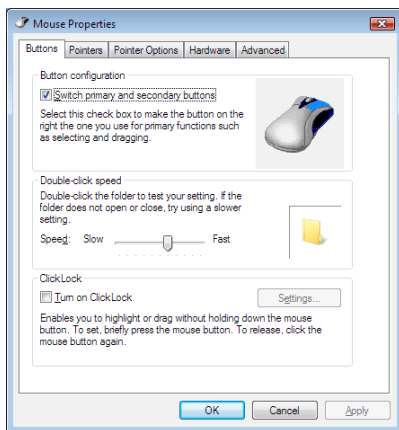 Mouse Properties
Buttons Pointers Pointer Options Hardware Advanced
Button configuration
Switch primary and secondary buttons
Select this check box to make the button on the
right the one you use for primary functions such
as selecting and dragging.
Double-click speed
Double-click the folder to test your setting. If the
folder does not open or close, try using a slower
setting.
Speed: Slow Fast
ClickLock
Turn on ClickLock Settings...
Enables you to highlight or drag without holding down the mouse
button. To set, briefly press the mouse button. To release, click the
mouse button again.
OK Cancel Apply